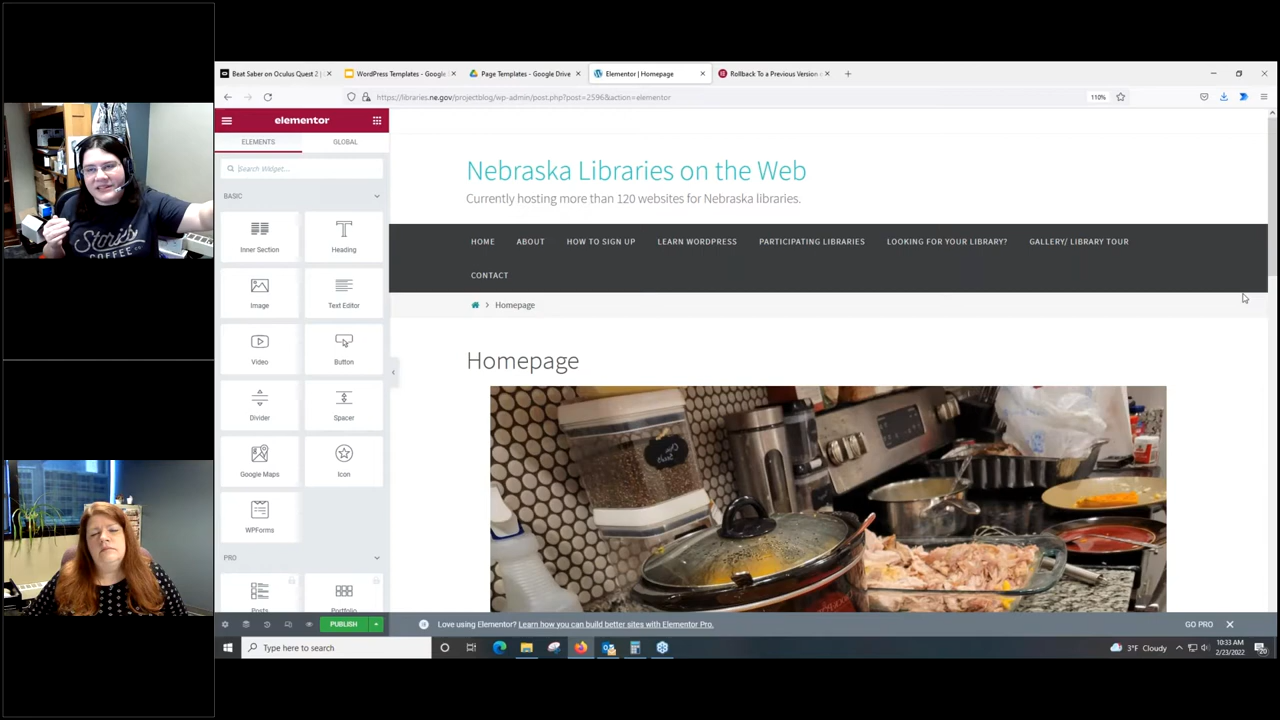 Beat Saber on Oculus Quest 2 |
WordPress Templates - Google
Page Templates - Google Drive
Elementor | Homepage
Rollback To a Previous Version o
https://libraries.ne.gov/projectblog/wp-admin/post.php?post=2596&action=elementor
110%
elementor
ELEMENTS
GLOBAL
Search Widget...
BASIC
Inner Section
Heading
Image
Text Editor
Video
Button
Divider
Spacer
Google Maps
Icon
WPForms
PRO
Posts
Portfolio
PUBLISH
Nebraska Libraries on the Web
Currently hosting more than 120 websites for Nebraska libraries.
HOME ABOUT HOW TO SIGN UP LEARN WORDPRESS PARTICIPATING LIBRARIES LOOKING FOR YOUR LIBRARY? GALLERY/ LIBRARY TOUR
CONTACT
Homepage
Homepage
Love using Elementor? Learn how you can build better sites with Elementor Pro.
GO PRO
Type here to search
3°F Cloudy
10:33 AM
2/23/2022
20
Stories
COFFEE